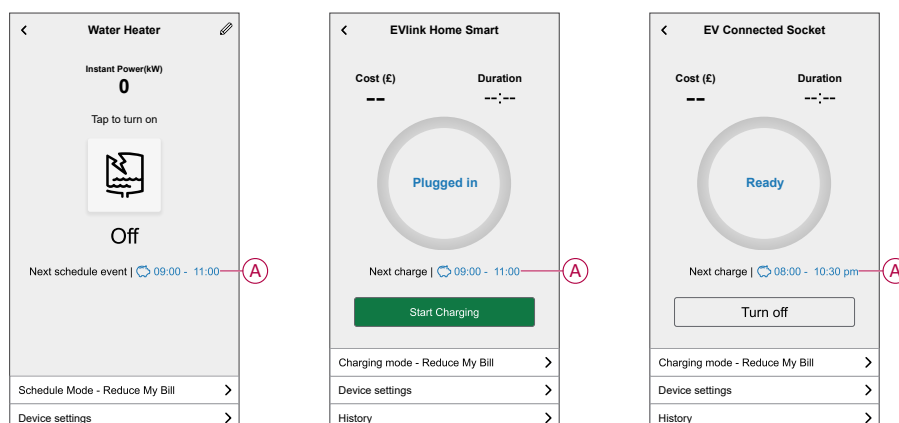 Water Heater
Instant Power(kW)
0
Tap to turn on
Off
Next schedule event | 09:00 - 11:00
A
Schedule Mode - Reduce My Bill
Device settings
EVlink Home Smart
Cost (£) Duration
-- --:--
Plugged in
Next charge | 09:00 - 11:00
A
Start Charging
Charging mode - Reduce My Bill
Device settings
History
EV Connected Socket
Cost (£) Duration
-- --:--
Ready
Next charge | 08:00 - 10:30 pm
A
Turn off
Charging mode - Reduce My Bill
Device settings
History